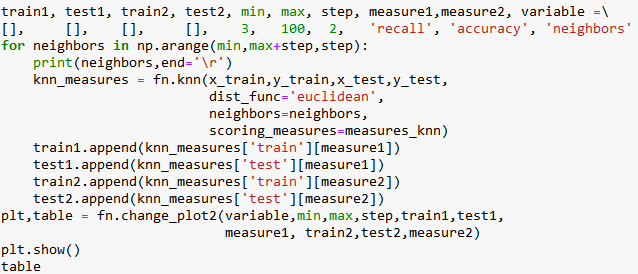 train1, test1, train2, test2, min, max, step, measure1,measure2, variable =\
[],     [],     [],     [],    3,   100,  2,   'recall', 'accuracy', 'neighbors'
for neighbors in np.arange(min,max+step,step):
    print(neighbors,end='\r')
    knn_measures = fn.knn(x_train,y_train,x_test,y_test,
                          dist_func='euclidean',
                          neighbors=neighbors,
                          scoring_measures=measures_knn)
    train1.append(knn_measures['train'][measure1])
    test1.append(knn_measures['test'][measure1])
    train2.append(knn_measures['train'][measure2])
    test2.append(knn_measures['test'][measure2])
plt,table = fn.change_plot2(variable,min,max,step,train1,test1,
                            measure1, train2,test2,measure2)
plt.show()
table